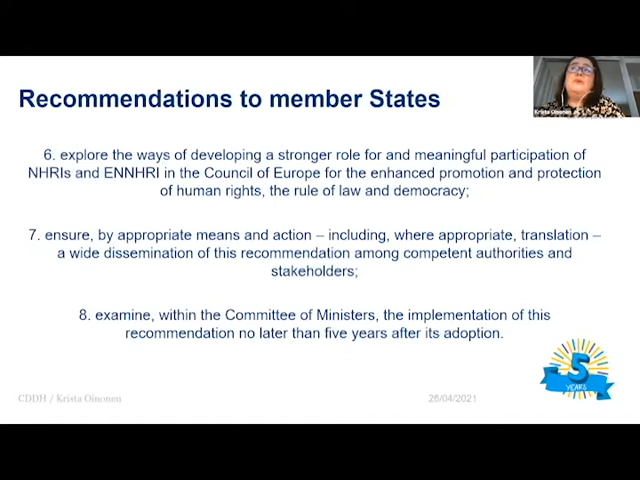 Recommendations to member States
Krista Oinonen
6. explore the ways of developing a stronger role for and meaningful participation of
NHRIs and ENNHRI in the Council of Europe for the enhanced promotion and protection
of human rights, the rule of law and democracy;
7. ensure, by appropriate means and action – including, where appropriate, translation –
a wide dissemination of this recommendation among competent authorities and
stakeholders;
8. examine, within the Committee of Ministers, the implementation of this
recommendation no later than five years after its adoption.
5
YEARS
CDDH / Krista Oinonen
26/04/2021